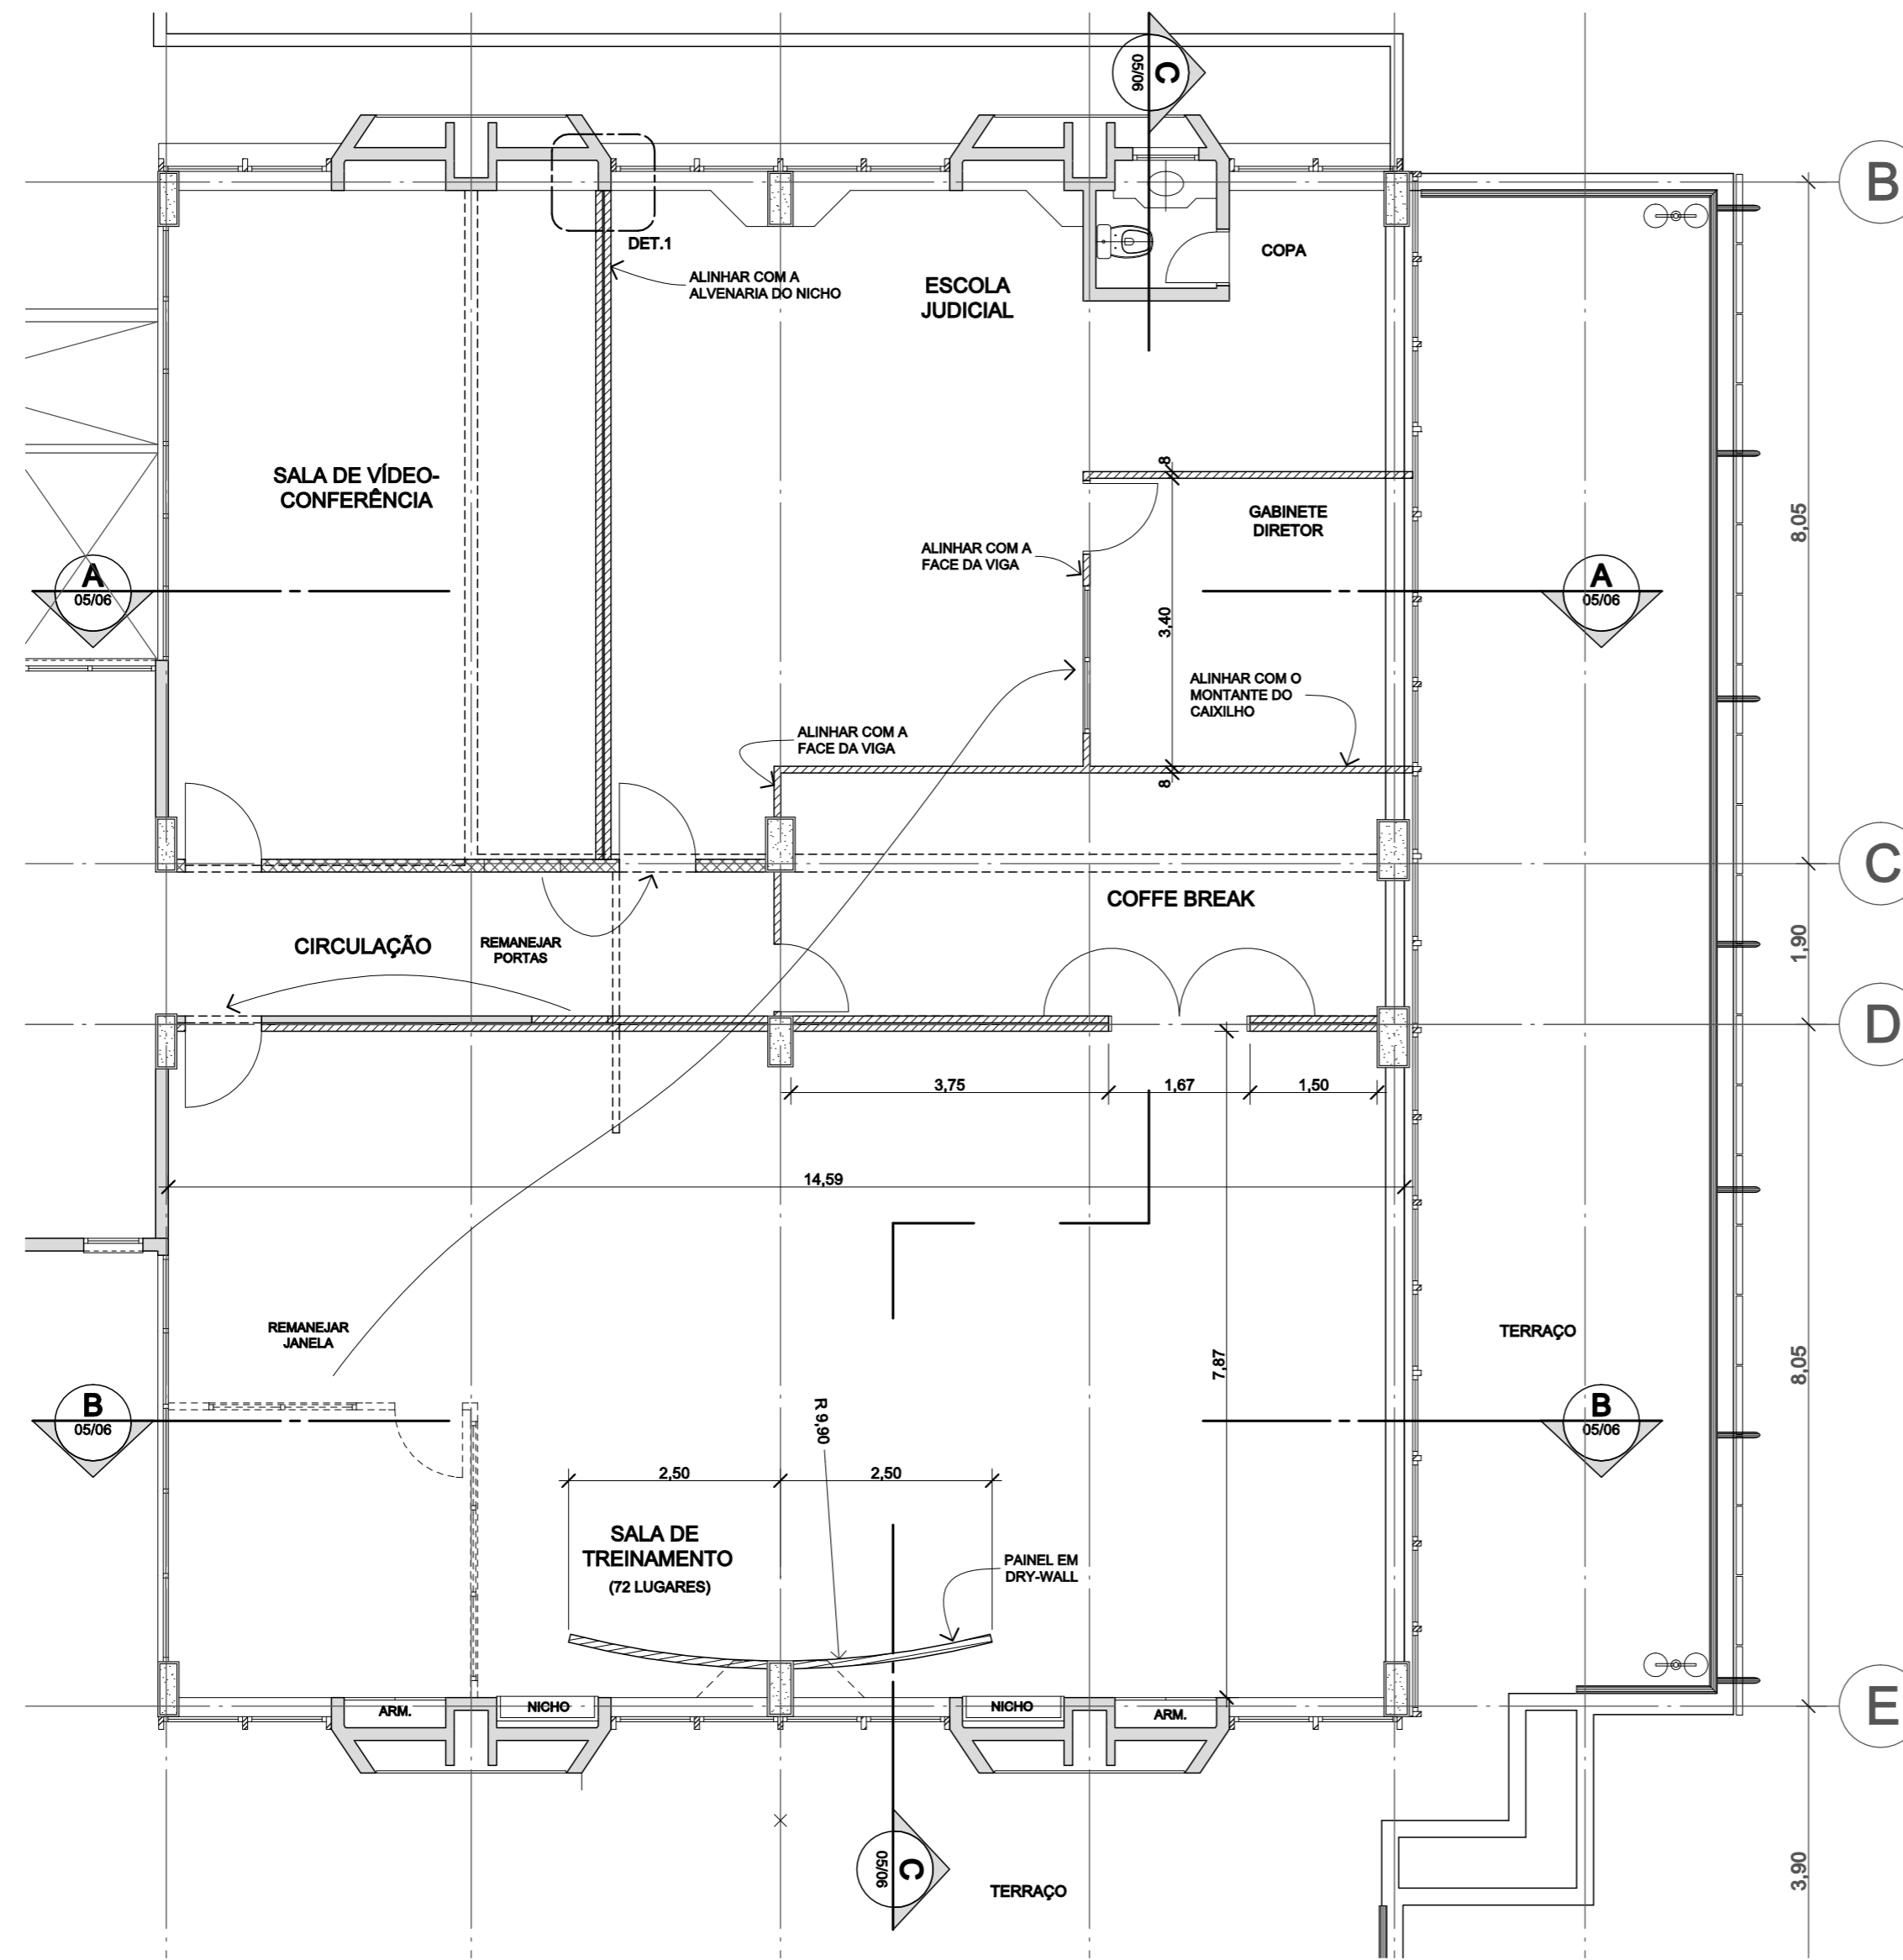 C
05/06
B
DET.1
COPA
ALINHAR COM A
ALVENARIA DO NICHO
ESCOLA
JUDICIAL
SALA DE VÍDEO-
CONFERÊNCIA
8
GABINETE
DIRETOR
8,05
ALINHAR COM A
FACE DA VIGA
A
05/06
A
05/06
3,40
ALINHAR COM O
MONTANTE DO
CAIXILHO
ALINHAR COM A
FACE DA VIGA
8
C
COFFE BREAK
CIRCULAÇÃO
REMANEJAR
PORTAS
1,90
D
3,75
1,67
1,50
14,59
REMANEJAR
JANELA
TERRAÇO
7,87
8,05
B
05/06
B
05/06
R 9,90
2,50
2,50
SALA DE
TREINAMENTO
(72 LUGARES)
PAINEL EM
DRY-WALL
ARM.
NICHO
NICHO
ARM.
E
C
05/06
TERRAÇO
3,90